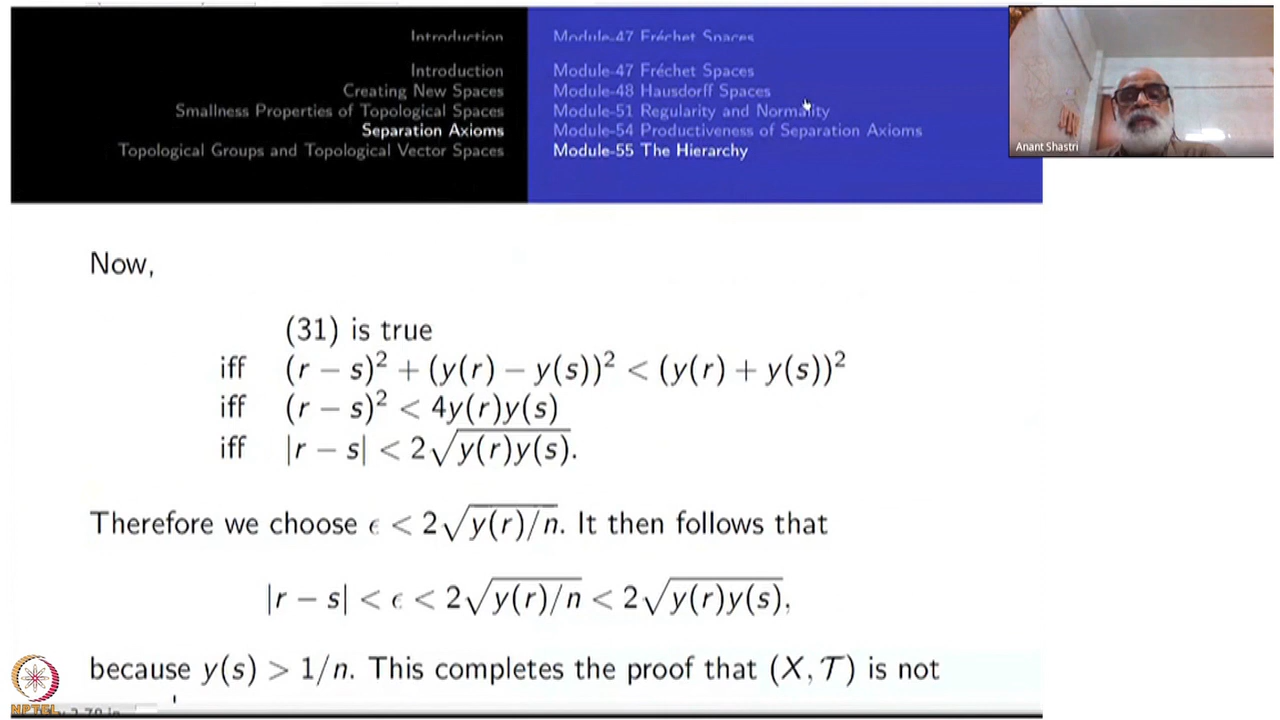 Introduction
Module-47 Fréchet Spaces
Introduction
Creating New Spaces
Smallness Properties of Topological Spaces
Separation Axioms
Topological Groups and Topological Vector Spaces
Module-47 Fréchet Spaces
Module-48 Hausdorff Spaces
Module-51 Regularity and Normality
Module-54 Productiveness of Separation Axioms
Module-55 The Hierarchy
Anant Shastri
Now,
(31) is true
iff (r − s)² + (y(r) − y(s))² < (y(r) + y(s))²
iff (r − s)² < 4y(r)y(s)
iff |r − s| < 2√y(r)y(s).
Therefore we choose ϵ < 2√y(r)/n. It then follows that
|r − s| < ϵ < 2√y(r)/n < 2√y(r)y(s),
because y(s) > 1/n. This completes the proof that (X, 𝒯) is not
NPTEL